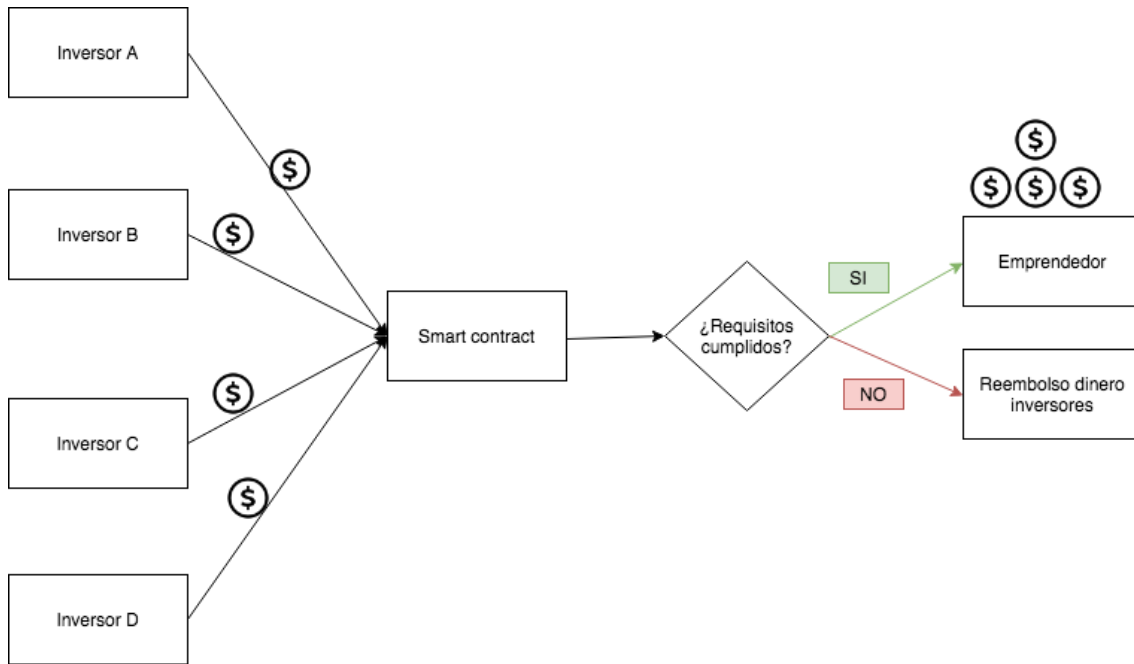 Inversor A
$
$
$
$
$
Inversor B
$
Emprendedor
SI
¿Requisitos
cumplidos?
Smart contract
NO
Reembolso dinero
inversores
$
Inversor C
$
Inversor D